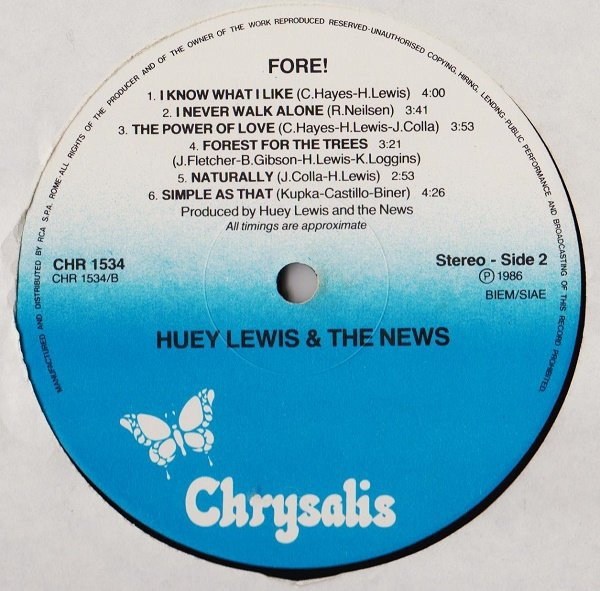 MANUFACTURED AND DISTRIBUTED BY RCA S.P.A. ROME·ALL RIGHTS OF THE PRODUCER AND OF THE OWNER OF THE WORK REPRODUCED RESERVED·UNAUTHORISED COPYING, HIRING, LENDING·PUBLIC PERFORMANCE AND BROADCASTING OF THIS RECORD PROHIBITED.
FORE!
1. I KNOW WHAT I LIKE (C.Hayes-H.Lewis) 4:00
2. I NEVER WALK ALONE (R.Neilsen) 3:41
3. THE POWER OF LOVE (C.Hayes-H.Lewis-J.Colla) 3:53
4. FOREST FOR THE TREES 3:21
(J.Fletcher-B.Gibson-H.Lewis-K.Loggins)
5. NATURALLY (J.Colla-H.Lewis) 2:53
6. SIMPLE AS THAT (Kupka-Castillo-Biner) 4:26
Produced by Huey Lewis and the News
All timings are approximate
CHR 1534
CHR 1534/B
Stereo - Side 2
℗ 1986
BIEM/SIAE
HUEY LEWIS & THE NEWS
Chrysalis